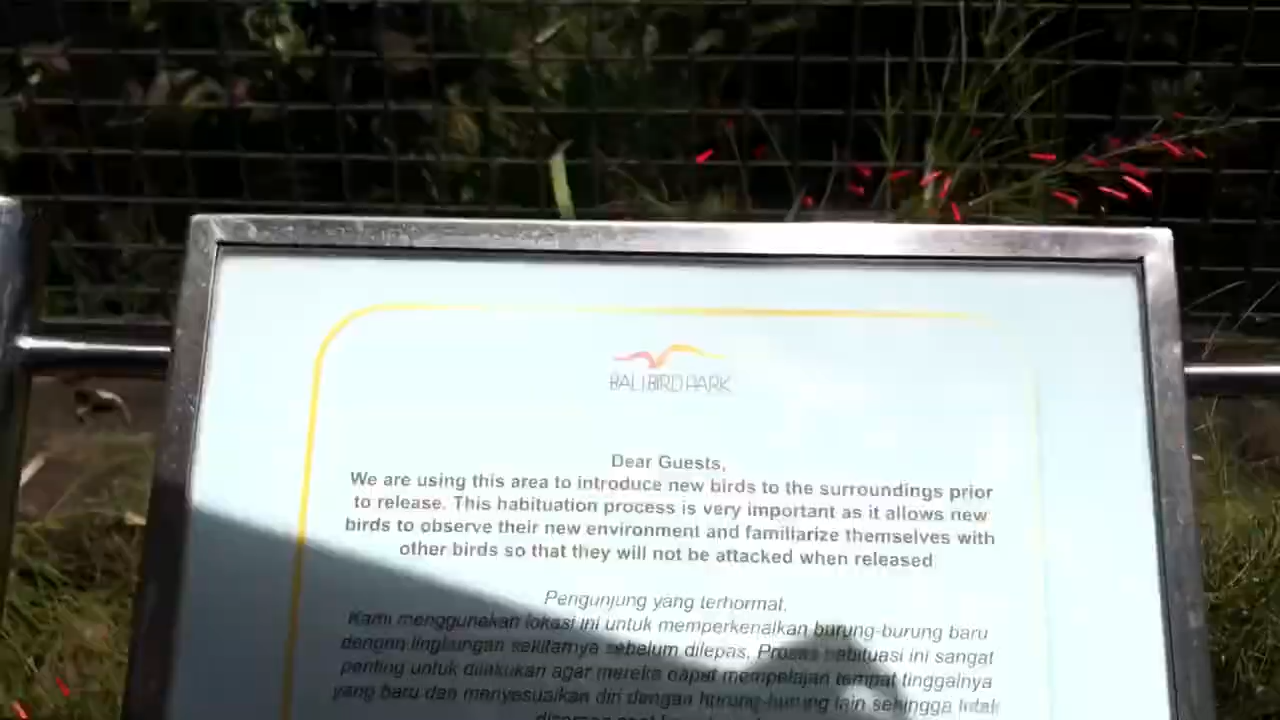 BALI BIRD PARK
Dear Guests,
We are using this area to introduce new birds to the surroundings prior
to release. This habituation process is very important as it allows new
birds to observe their new environment and familiarize themselves with
other birds so that they will not be attacked when released
Pengunjung yang terhormat,
Kami menggunakan lokasi ini untuk memperkenalkan burung-burung baru
dengan lingkungan sekitarnya sebelum dilepas. Proses habituasi ini sangat
penting untuk dilakukan agar mereka dapat mempelajari tempat tinggalnya
yang baru dan menyesuaikan diri dengan burung-burung lain sehingga tidak